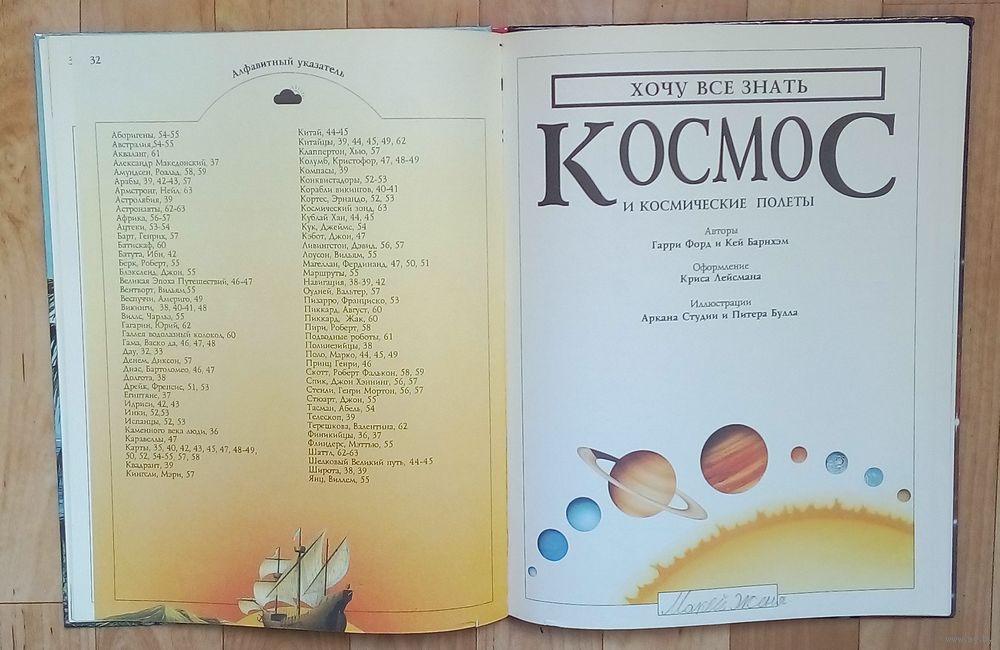 32
Алфавитный указатель
Аборигены, 54-55
Австралия,54-55
Акваланг, 61
Александр Македонский, 37
Амундсен, Роальд, 58, 59
Арабы, 39, 42-43, 57
Армстронг, Нейл, 63
Астролябия, 39
Астронавты, 62-63
Африка, 56-57
Ацтеки, 53-54
Барт, Генрих, 57
Батискаф, 60
Батута, Ибн, 42
Берк, Роберт, 55
Блэксленд, Джон, 55
Великая Эпоха Путешествий, 46-47
Вентворт, Вильям,55
Веспуччи, Америго, 49
Викинги, 38, 40-41, 48
Виллс, Чарльз, 55
Гагарин, Юрий, 62
Галлея водолазный колокол, 60
Гама, Васко да, 46, 47, 48
Дау, 32, 33
Денем, Диксон, 57
Диас, Бартоломео, 46, 47
Долгота, 38
Дрейк, Френсис, 51, 53
Египтяне, 37
Идриси, 42, 43
Инки, 52,53
Испанцы, 52, 53
Каменного века люди, 36
Каравеллы, 47
Карты, 35, 40, 42, 43, 45, 47, 48-49,
50, 52, 54-55, 57, 58
Квадрант, 39
Кингсли, Мэри, 57
Китай, 44-45
Китайцы, 39, 44, 45, 49, 62
Клаппертон, Хью, 57
Колумб, Кристофор, 47, 48-49
Компасы, 39
Конквистадоры, 52-53
Корабли викингов, 40-41
Кортес, Эрнандо, 52, 53
Космический зонд, 63
Кублай Хан, 44, 45
Кук, Джеймс, 54
Кэбот, Джон, 47
Ливингстон, Дэвид, 56, 57
Лоусон, Вильям, 55
Магеллан, Фердинанд, 47, 50, 51
Маршруты, 55
Навигация, 38-39, 42
Оудней, Вальтер, 57
Пизарро, Франциско, 53
Пиккард, Август, 60
Пиккард, Жак, 60
Пири, Роберт, 58
Подводные роботы, 61
Полинезийцы, 38
Поло, Марко, 44, 45, 49
Принц Генри, 46
Скотт, Роберт Фалькон, 58, 59
Спик, Джон Хэннинг, 56, 57
Стенли, Генри Мортон, 56, 57
Стюарт, Джон, 55
Тасман, Абель, 54
Телескоп, 39
Терешкова, Валентина, 62
Финикийцы, 36, 37
Флиндерс, Мэттью, 55
Шаттл, 62-63
Шелковый Великий путь, 44-45
Широта, 38, 39
Янц, Виллем, 55
ХОЧУ ВСЕ ЗНАТЬ
КОСМОС
И КОСМИЧЕСКИЕ ПОЛЕТЫ
Авторы
Гарри Форд и Кей Барнхэм
Оформление
Криса Лейсмана
Иллюстрации
Аркана Студии и Питера Булла
Женя